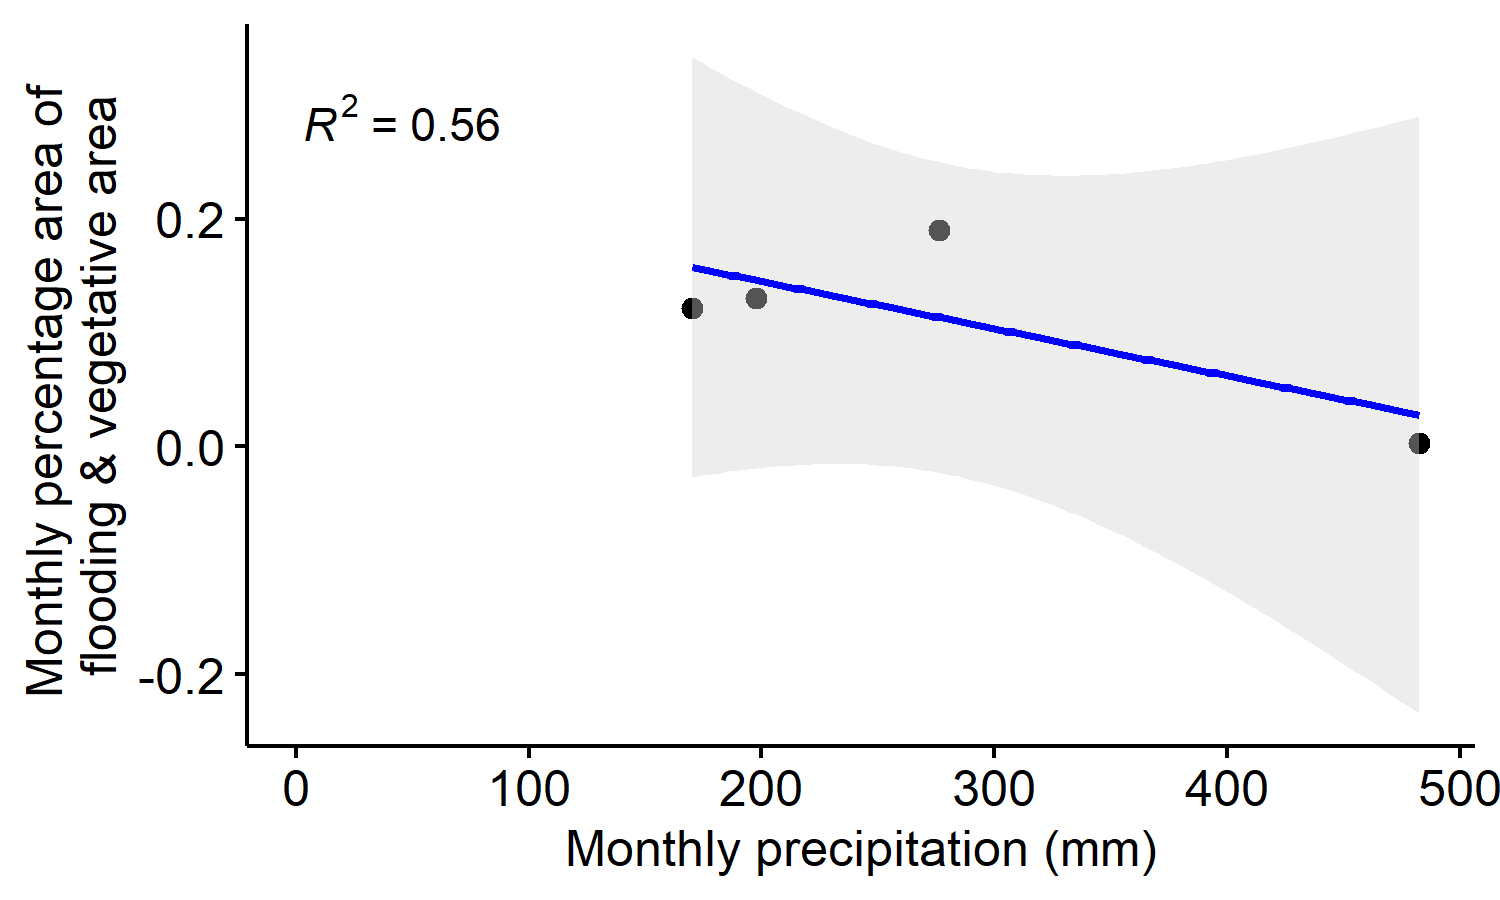 Monthly percentage area of
flooding & vegetative area
R² = 0.56
0.2
0.0
-0.2
0 100 200 300 400 500
Monthly precipitation (mm)